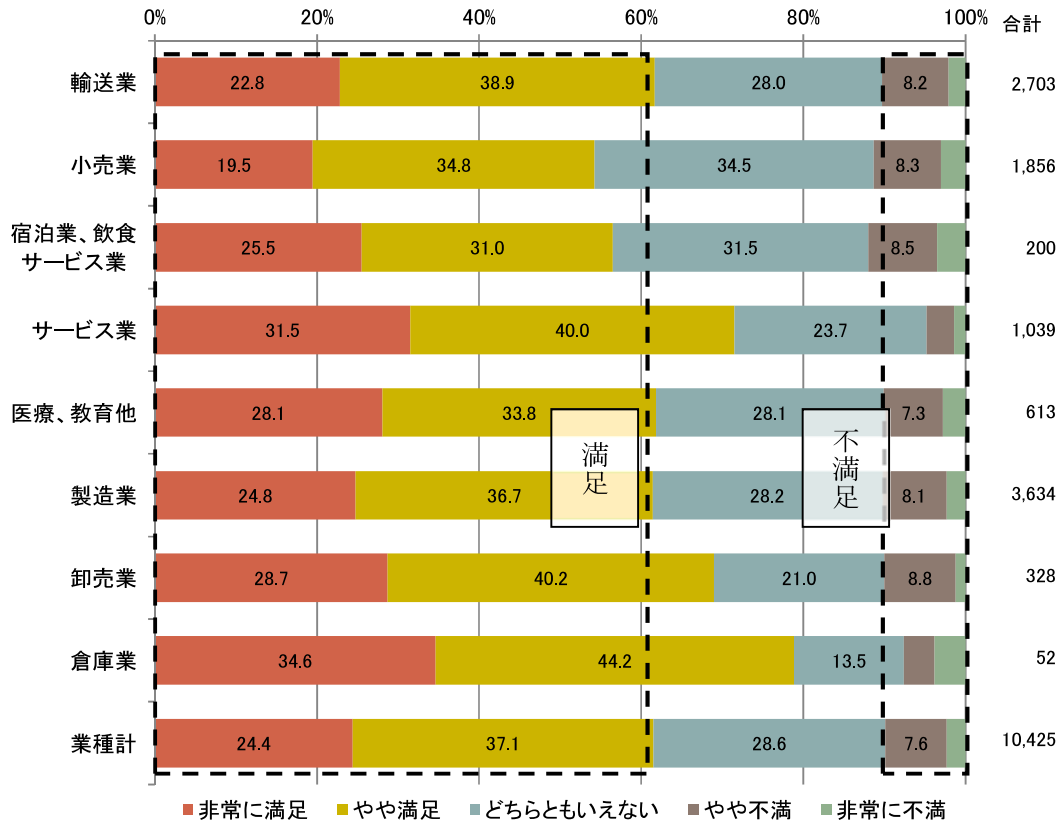 0% 20% 40% 60% 80% 100% 合計
輸送業 22.8 38.9 28.0 8.2 2,703
小売業 19.5 34.8 34.5 8.3 1,856
宿泊業、飲食
サービス業 25.5 31.0 31.5 8.5 200
サービス業 31.5 40.0 23.7 1,039
医療、教育他 28.1 33.8 28.1 7.3 613
満足
不満足
製造業 24.8 36.7 28.2 8.1 3,634
卸売業 28.7 40.2 21.0 8.8 328
倉庫業 34.6 44.2 13.5 52
業種計 24.4 37.1 28.6 7.6 10,425
非常に満足 やや満足 どちらともいえない やや不満 非常に不満